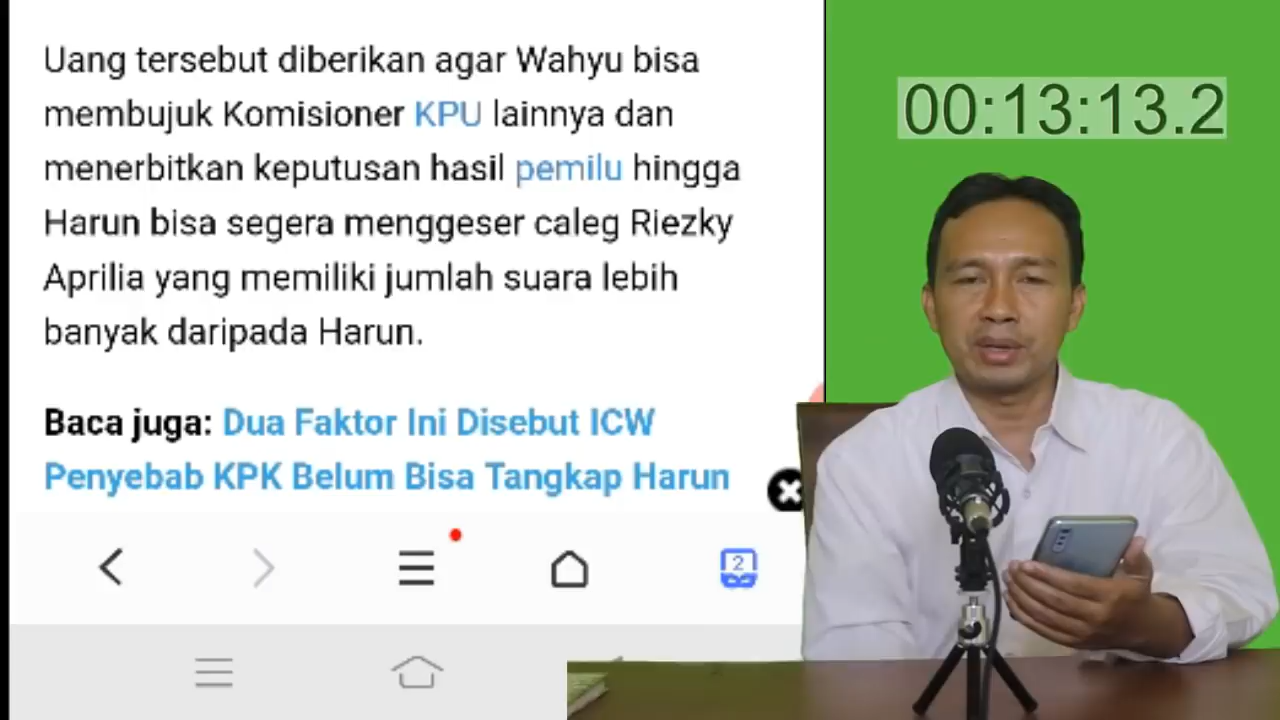 Uang tersebut diberikan agar Wahyu bisa
membujuk Komisioner KPU lainnya dan
menerbitkan keputusan hasil pemilu hingga
Harun bisa segera menggeser caleg Riezky
Aprilia yang memiliki jumlah suara lebih
banyak daripada Harun.
Baca juga: Dua Faktor Ini Disebut ICW
Penyebab KPK Belum Bisa Tangkap Harun
2
00:13:13.2